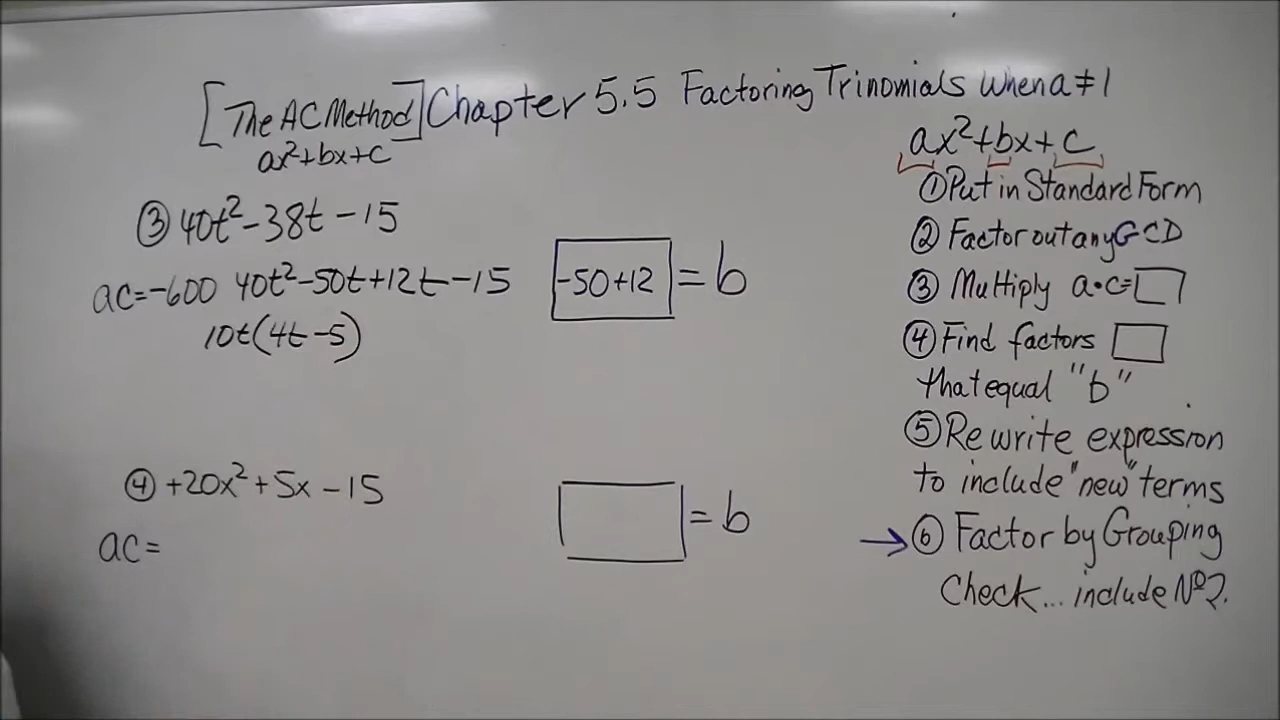 [The AC Method] Chapter 5.5 Factoring Trinomials When a ≠ 1
ax²+bx+c
③ 40t² - 38t - 15
ac = -600 40t² - 50t + 12t - 15
10t(4t - 5)
-50+12 = b
④ +20x² + 5x - 15
ac =
= b
ax²+bx+c
① Put in Standard Form
② Factor out any GCD
③ Multiply a•c=□
④ Find factors □
that equal "b"
⑤ Rewrite expression
to include "new" terms
→ ⑥ Factor by Grouping
Check... include Nº2.